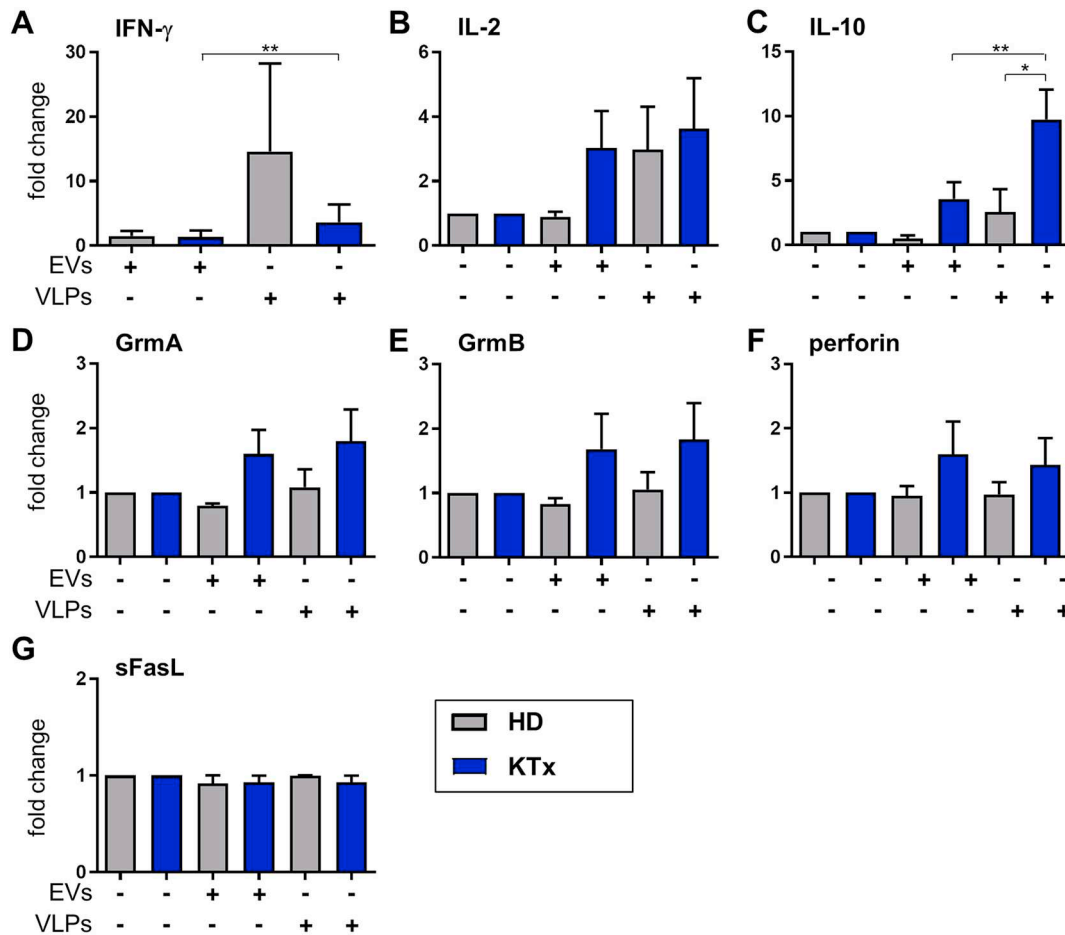 A IFN-γ
**
30
20
10
0
fold change
EVs + + - -
VLPs - - + +
B IL-2
6
4
2
0
- - + + - -
- - - - + +
C IL-10
**
*
15
10
5
0
- - + + - -
- - - - + +
D GrmA
3
2
1
0
fold change
EVs - - + + - -
VLPs - - - - + +
E GrmB
3
2
1
0
- - + + - -
- - - - + +
F perforin
3
2
1
0
- - + + - -
- - - - + +
G sFasL
2
1
0
fold change
EVs - - + + - -
VLPs - - - - + +
HD
KTx